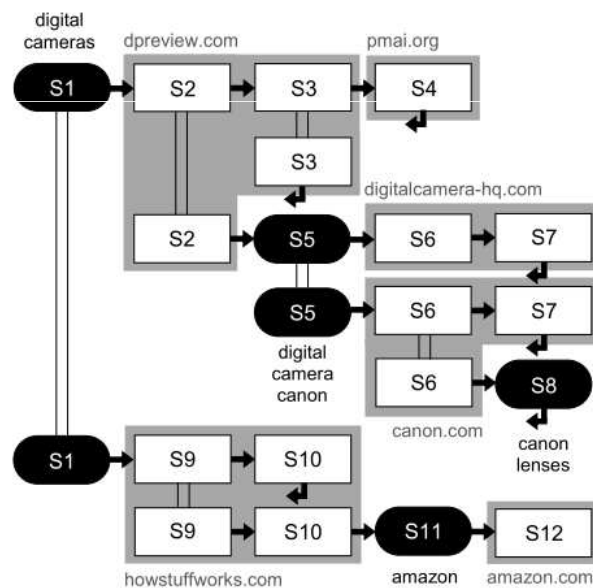 digital
cameras
dpreview.com
pmai.org
S1
S2
S3
S4
S3
digitalcamera-hq.com
S2
S5
S6
S7
S5
S6
S7
digital
camera
canon
S6
S8
canon.com
canon
lenses
S1
S9
S10
S9
S10
S11
S12
howstuffworks.com
amazon
amazon.com